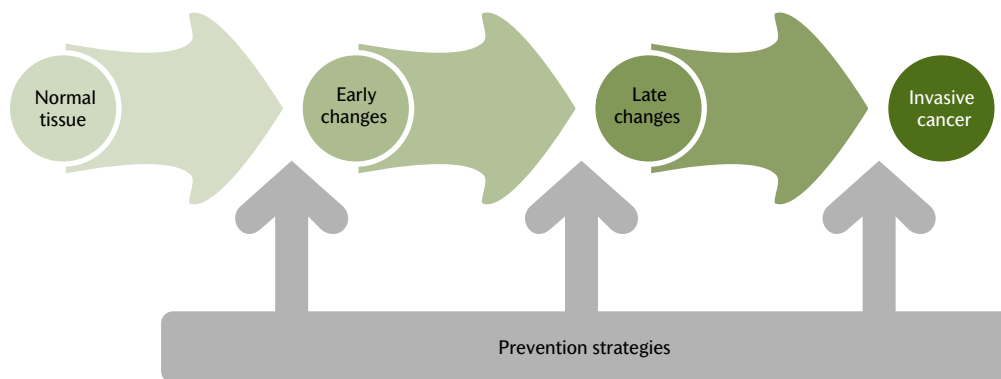 Normal
tissue
Early
changes
Late
changes
Invasive
cancer
Prevention strategies